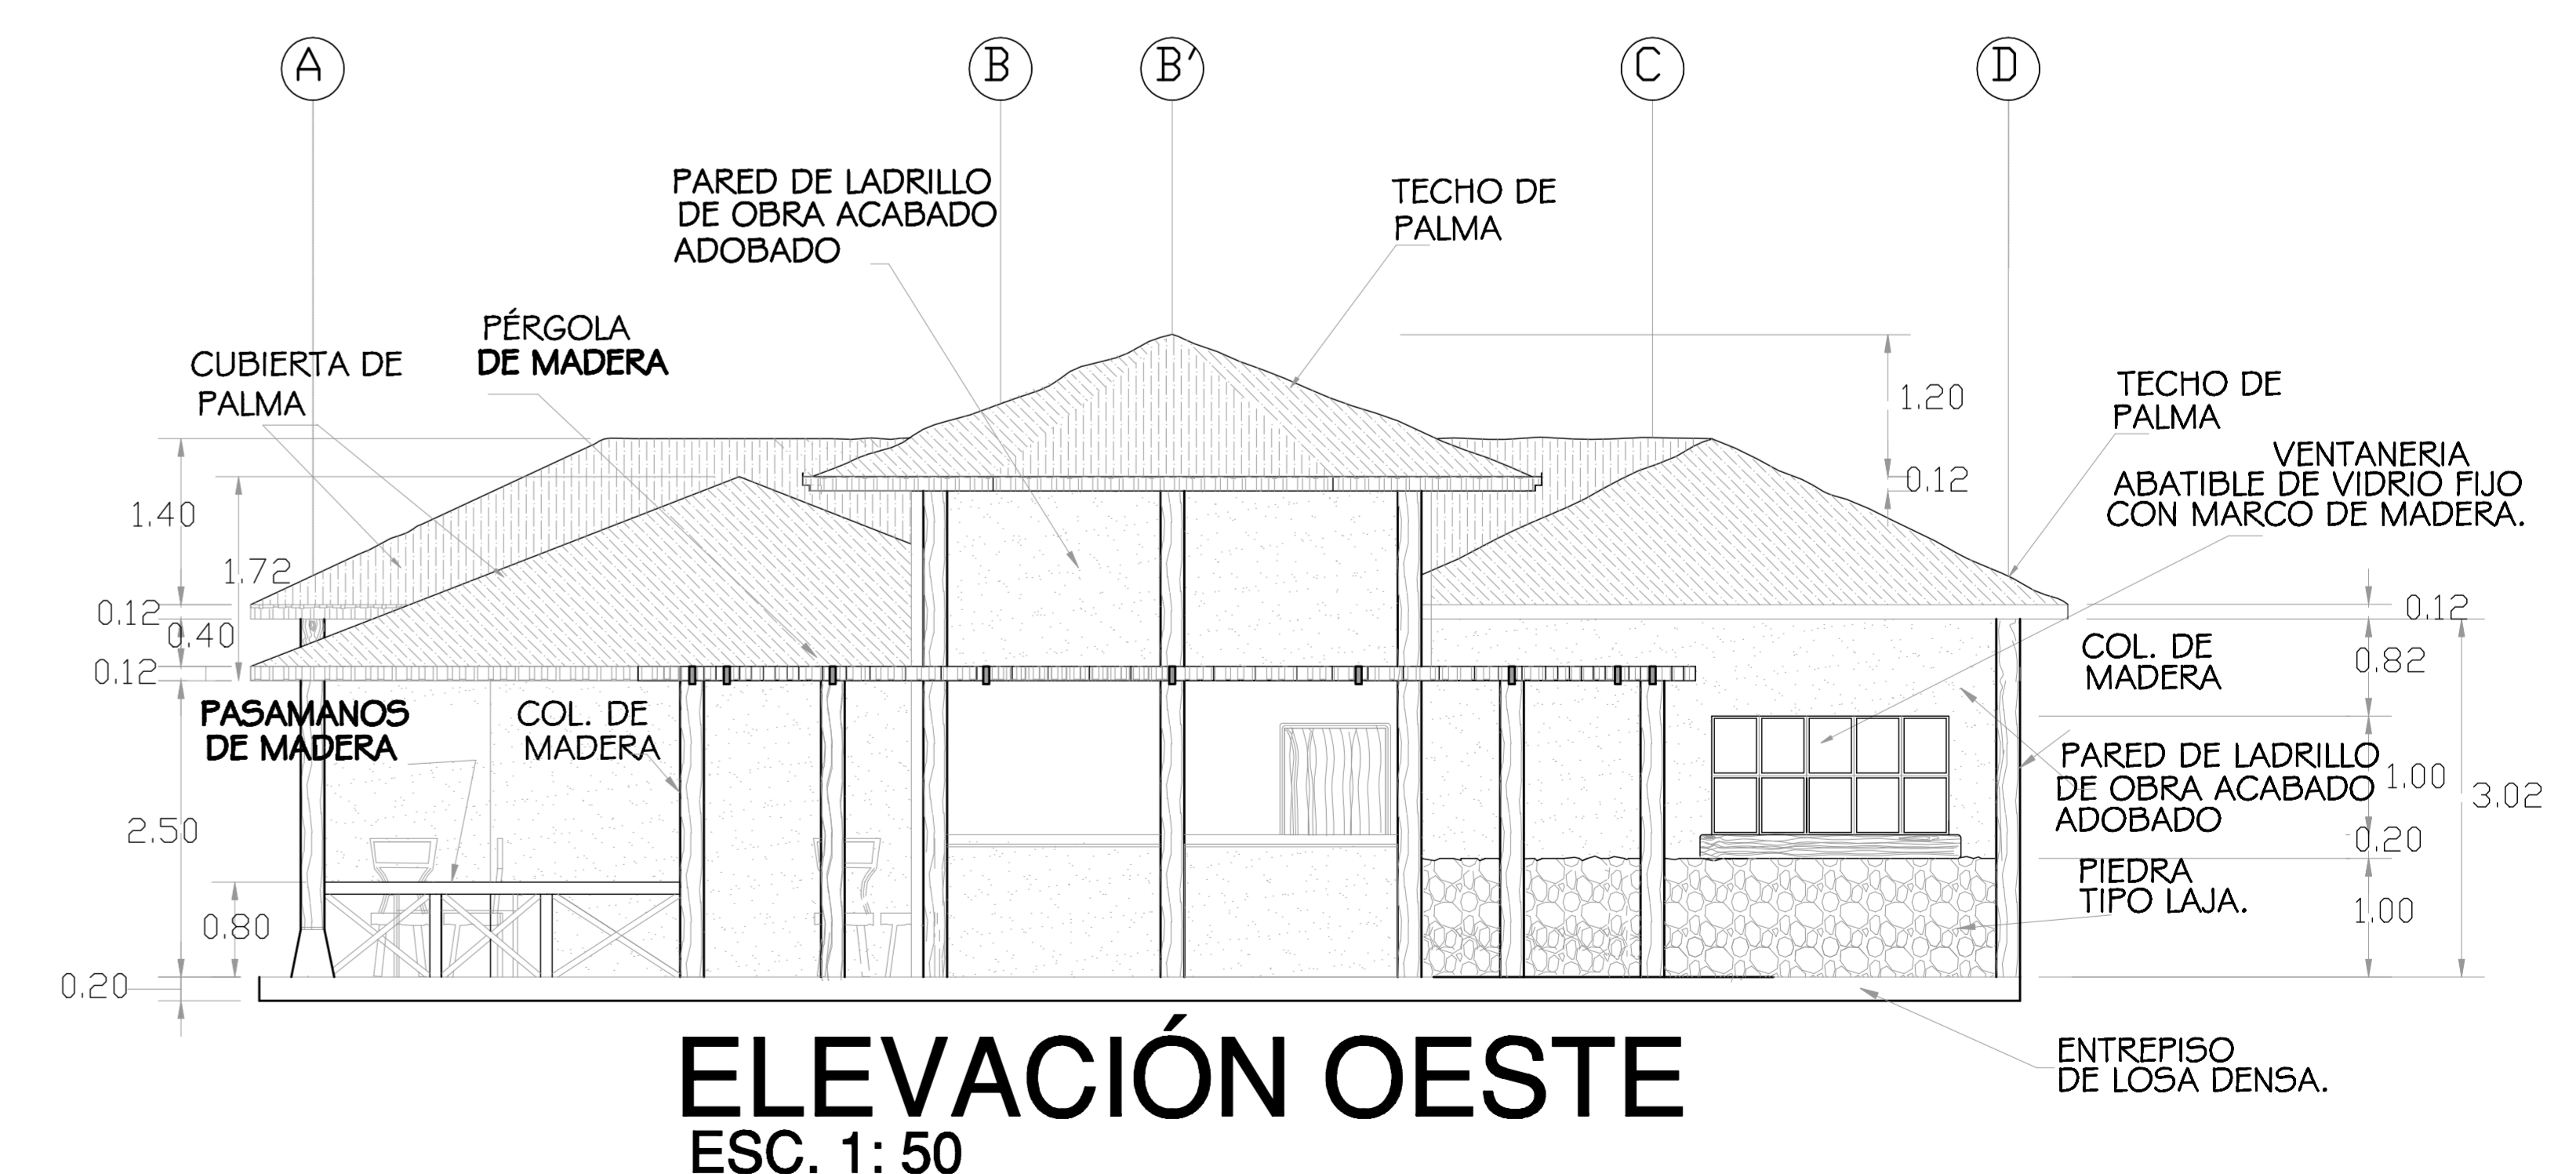 A
B
B'
C
D
PARED DE LADRILLO
DE OBRA ACABADO
ADOBADO
TECHO DE
PALMA
PÉRGOLA
DE MADERA
CUBIERTA DE
PALMA
TECHO DE
PALMA
VENTANERIA
ABATIBLE DE VIDRIO FIJO
CON MARCO DE MADERA.
1.20
0.12
1.40
1.72
0.12
0.40
0.12
0.12
COL. DE
MADERA
0.82
PASAMANOS
DE MADERA
COL. DE
MADERA
PARED DE LADRILLO
DE OBRA ACABADO
ADOBADO
1.00
3.02
2.50
0.20
PIEDRA
TIPO LAJA.
1.00
0.80
0.20
ENTREPISO
DE LOSA DENSA.
ELEVACIÓN OESTE
ESC. 1: 50